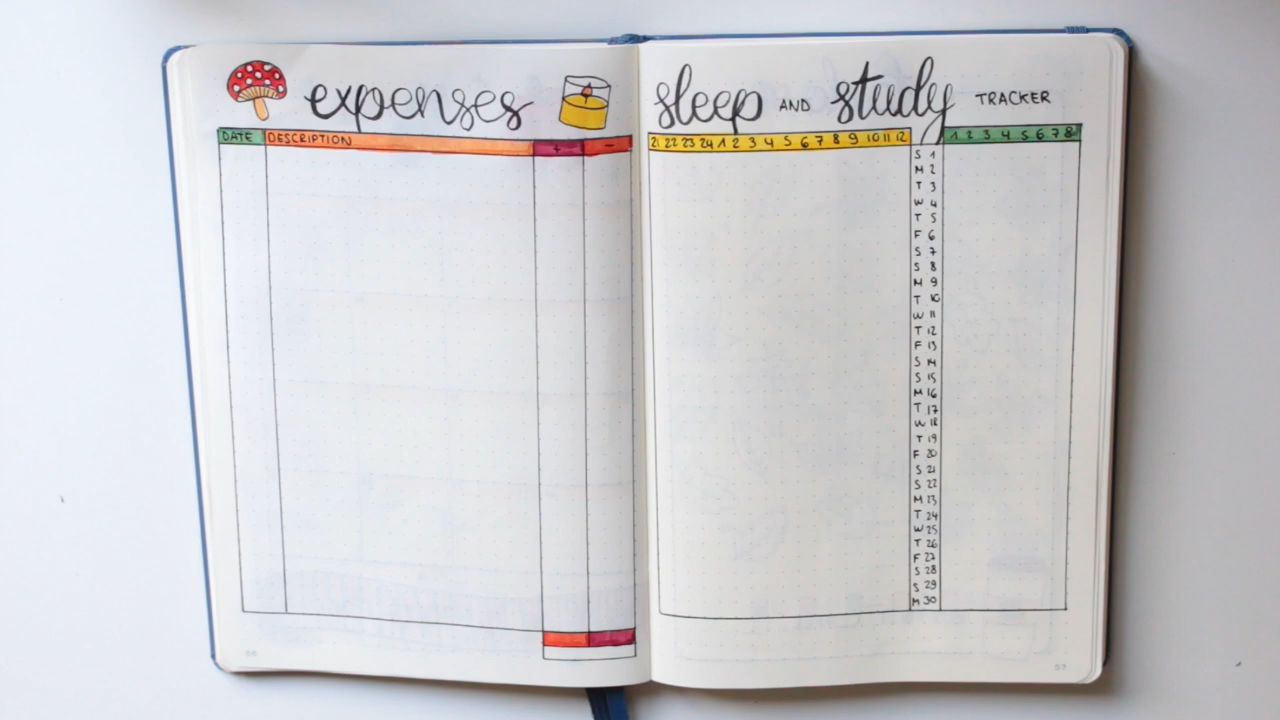 expenses
DATE DESCRIPTION + -
56
sleep AND study TRACKER
21 22 23 24 1 2 3 4 5 6 7 8 9 10 11 12
1 2 3 4 5 6 7 8
S 1
M 2
T 3
W 4
T 5
F 6
S 7
S 8
M 9
T 10
W 11
T 12
F 13
S 14
S 15
M 16
T 17
W 18
T 19
F 20
S 21
S 22
M 23
T 24
W 25
T 26
F 27
S 28
S 29
M 30
57